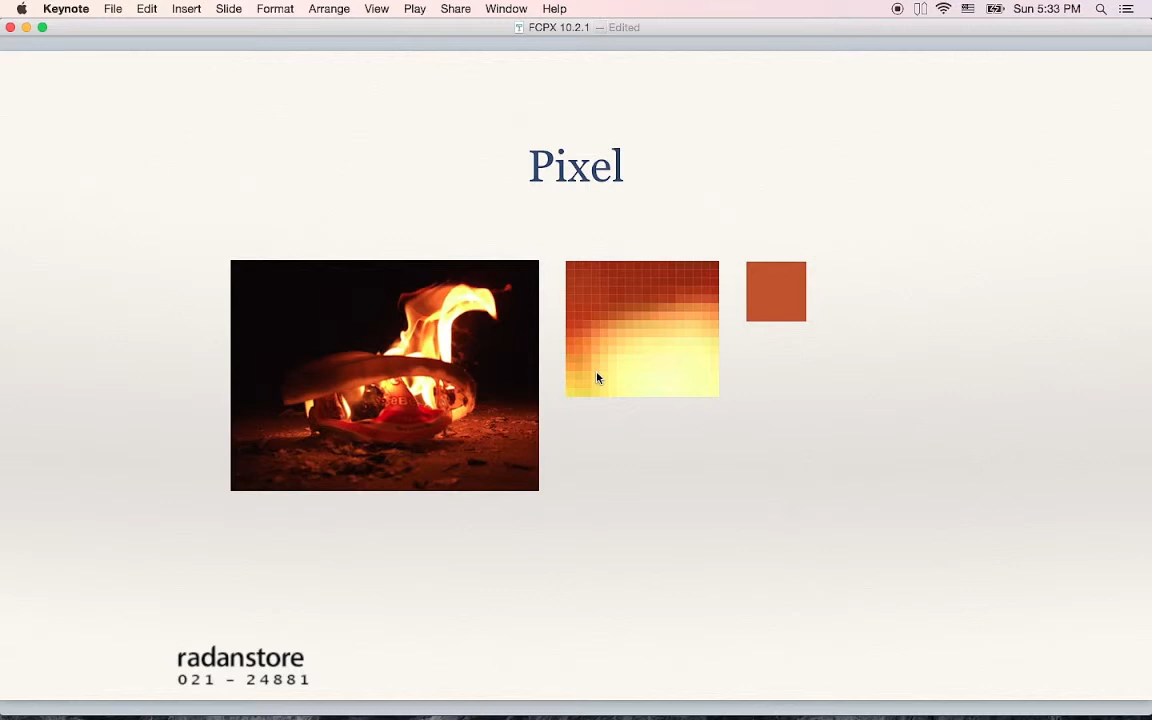 Keynote File Edit Insert Slide Format Arrange View Play Share Window Help Sun 5:33 PM
FCPX 10.2.1 — Edited
Pixel
radanstore
021 - 24881